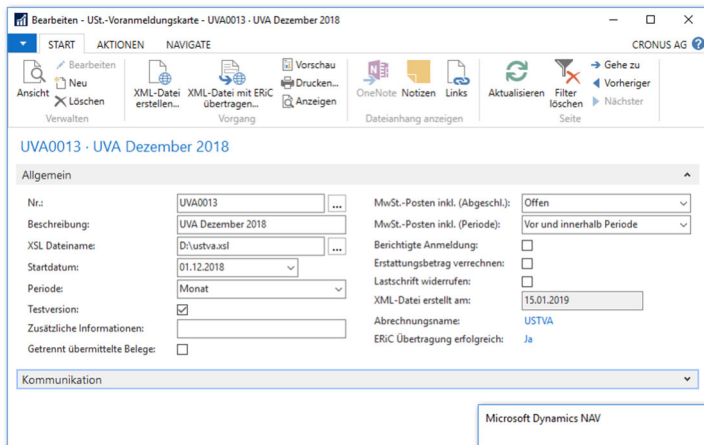 Bearbeiten - USt.-Voranmeldungskarte - UVA0013 · UVA Dezember 2018
START AKTIONEN NAVIGATE CRONUS AG
Ansicht
Bearbeiten
Neu
Löschen
Verwalten
XML-Datei erstellen...
XML-Datei mit ERiC übertragen...
Vorschau
Drucken...
Anzeigen
Vorgang
OneNote Notizen Links
Dateianhang anzeigen
Aktualisieren
Filter löschen
Gehe zu
Vorheriger
Nächster
Seite
UVA0013 · UVA Dezember 2018
Allgemein
Nr.: UVA0013 ...
Beschreibung: UVA Dezember 2018
XSL Dateiname: D:\ustva.xsl ...
Startdatum: 01.12.2018
Periode: Monat
Testversion:
Zusätzliche Informationen:
Getrennt übermittelte Belege:
MwSt.-Posten inkl. (Abgeschl.): Offen
MwSt.-Posten inkl. (Periode): Vor und innerhalb Periode
Berichtigte Anmeldung:
Erstattungsbetrag verrechnen:
Lastschrift widerrufen:
XML-Datei erstellt am: 15.01.2019
Abrechnungsname: USTVA
ERiC Übertragung erfolgreich: Ja
Kommunikation
Microsoft Dynamics NAV